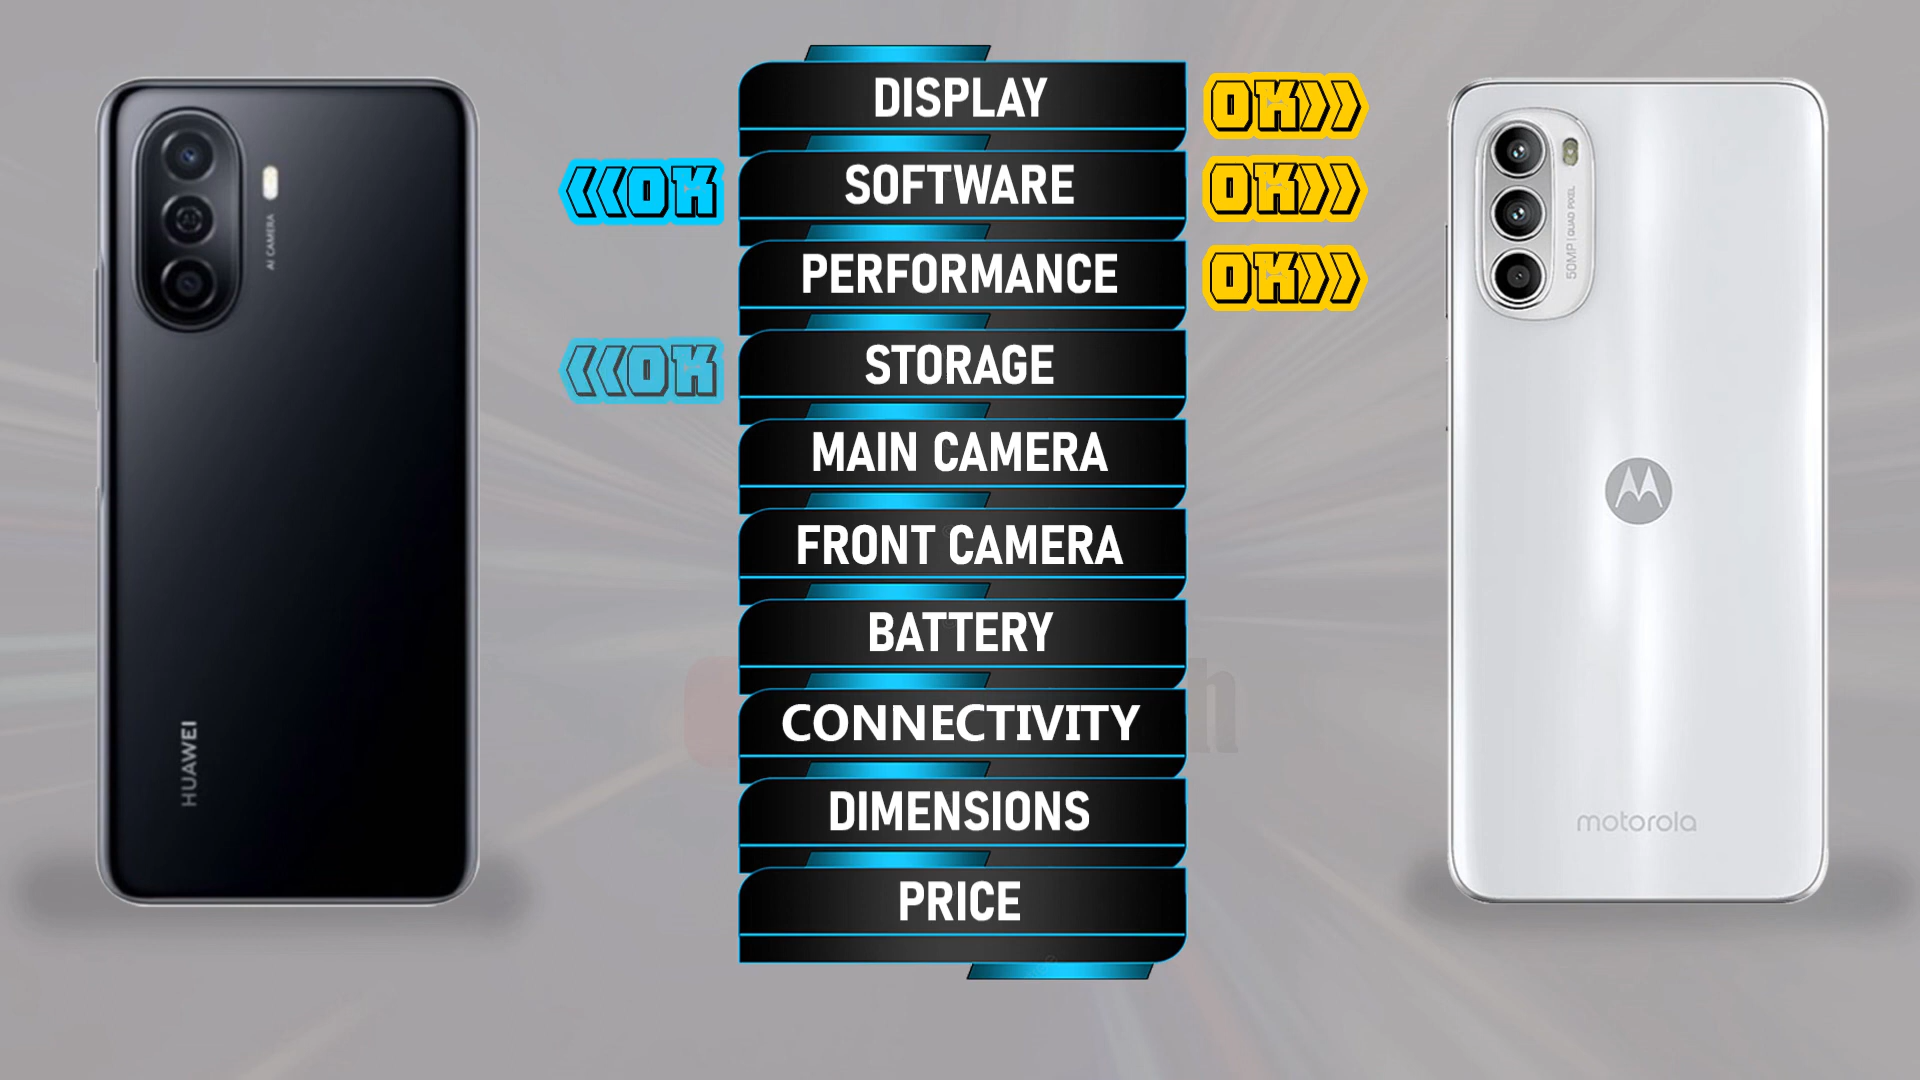 DISPLAY
OK
OK
SOFTWARE
OK
PERFORMANCE
OK
OK
STORAGE
MAIN CAMERA
FRONT CAMERA
BATTERY
CONNECTIVITY
DIMENSIONS
PRICE
AI CAMERA
HUAWEI
50MP | QUAD PIXEL
motorola